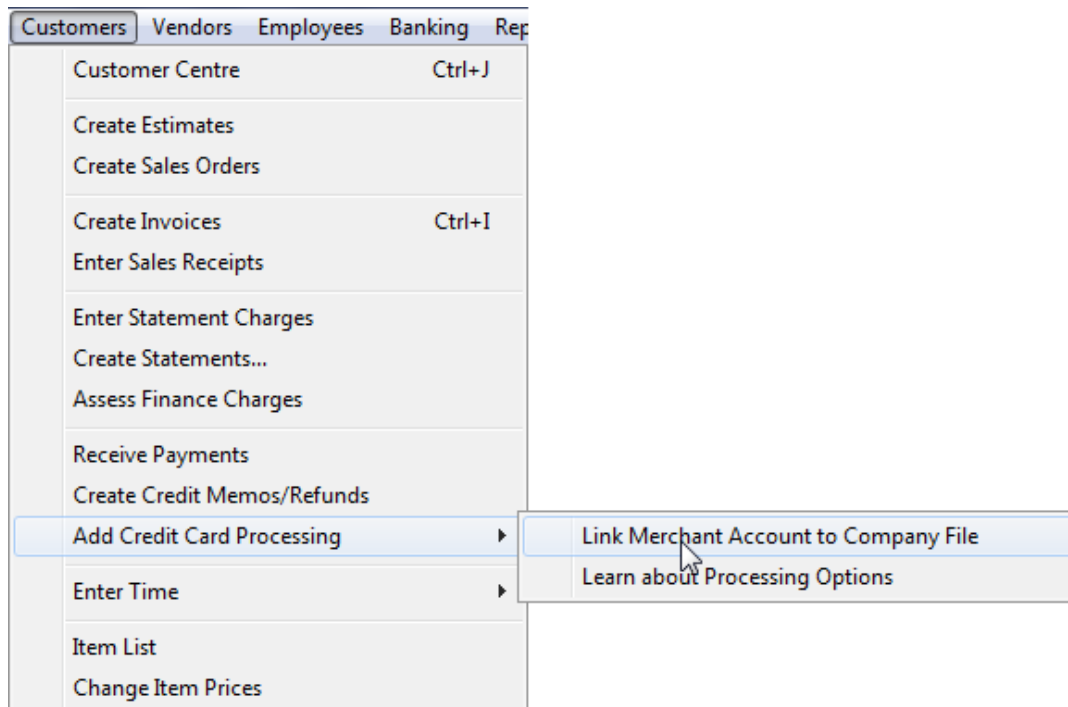 Customers Vendors Employees Banking Rep
Customer Centre Ctrl+J
Create Estimates
Create Sales Orders
Create Invoices Ctrl+I
Enter Sales Receipts
Enter Statement Charges
Create Statements...
Assess Finance Charges
Receive Payments
Create Credit Memos/Refunds
Add Credit Card Processing
Link Merchant Account to Company File
Learn about Processing Options
Enter Time
Item List
Change Item Prices